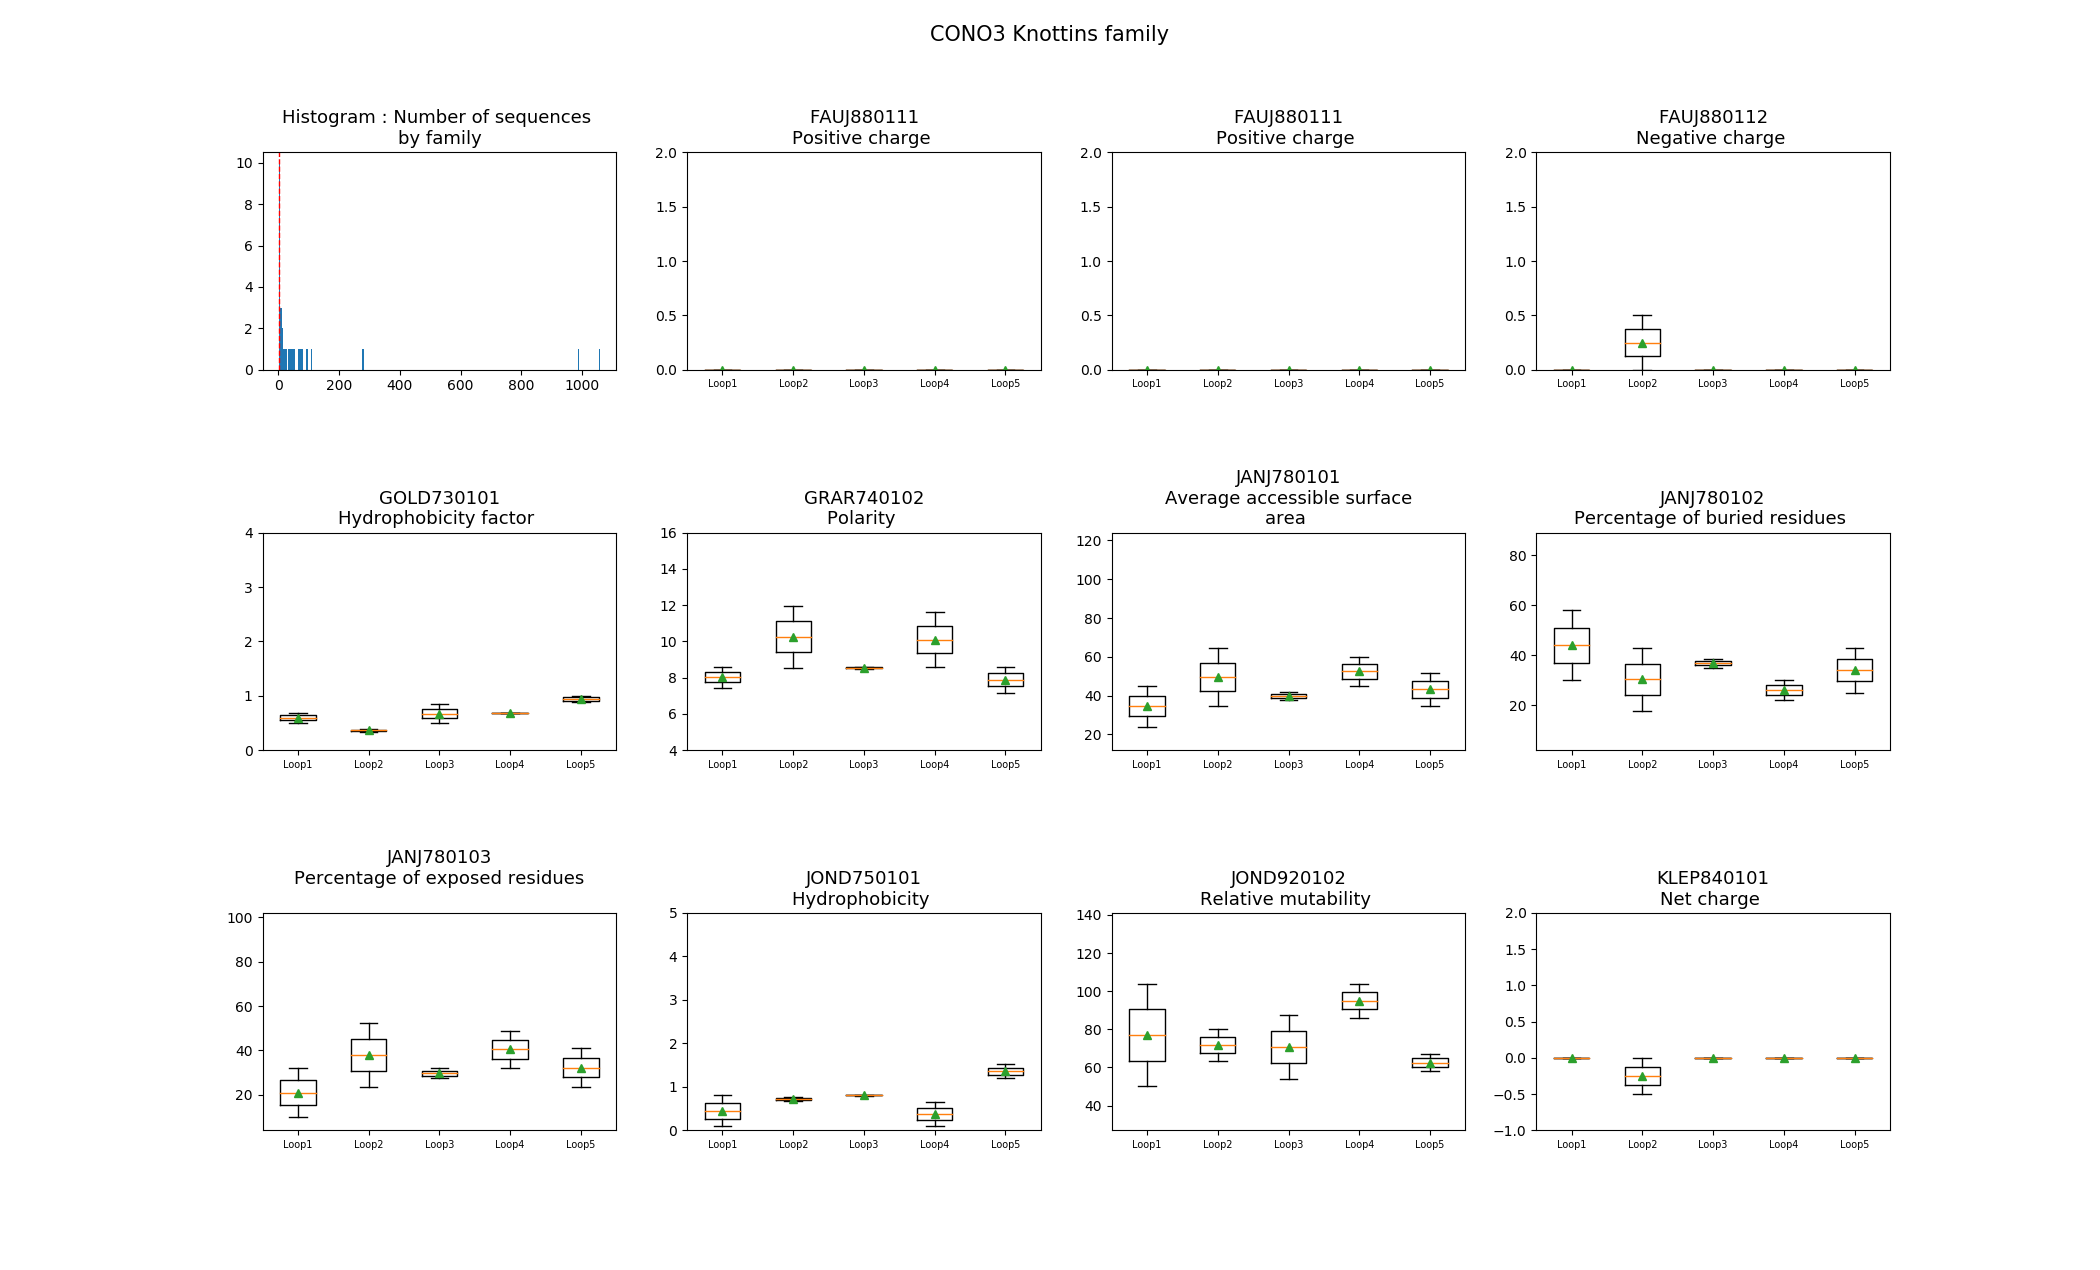 CONO3 Knottins family
Histogram : Number of sequences
by family
10
8
6
4
2
0
0 200 400 600 800 1000
FAUJ880111
Positive charge
2.0
1.5
1.0
0.5
0.0
Loop1 Loop2 Loop3 Loop4 Loop5
FAUJ880111
Positive charge
2.0
1.5
1.0
0.5
0.0
Loop1 Loop2 Loop3 Loop4 Loop5
FAUJ880112
Negative charge
2.0
1.5
1.0
0.5
0.0
Loop1 Loop2 Loop3 Loop4 Loop5
GOLD730101
Hydrophobicity factor
4
3
2
1
0
Loop1 Loop2 Loop3 Loop4 Loop5
GRAR740102
Polarity
16
14
12
10
8
6
4
Loop1 Loop2 Loop3 Loop4 Loop5
JANJ780101
Average accessible surface
area
120
100
80
60
40
20
Loop1 Loop2 Loop3 Loop4 Loop5
JANJ780102
Percentage of buried residues
80
60
40
20
Loop1 Loop2 Loop3 Loop4 Loop5
JANJ780103
Percentage of exposed residues
100
80
60
40
20
Loop1 Loop2 Loop3 Loop4 Loop5
JOND750101
Hydrophobicity
5
4
3
2
1
0
Loop1 Loop2 Loop3 Loop4 Loop5
JOND920102
Relative mutability
140
120
100
80
60
40
Loop1 Loop2 Loop3 Loop4 Loop5
KLEP840101
Net charge
2.0
1.5
1.0
0.5
0.0
−0.5
−1.0
Loop1 Loop2 Loop3 Loop4 Loop5